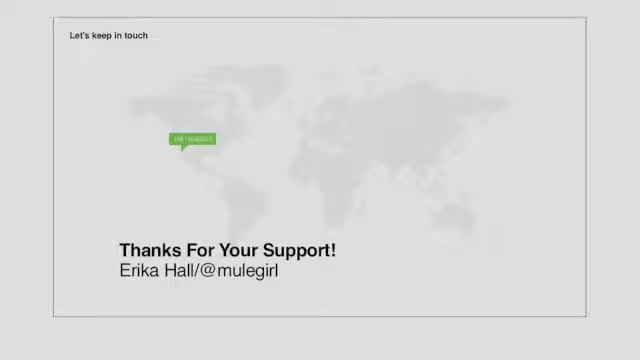 Let's keep in touch
Thanks For Your Support!
Erika Hall/@mulegirl